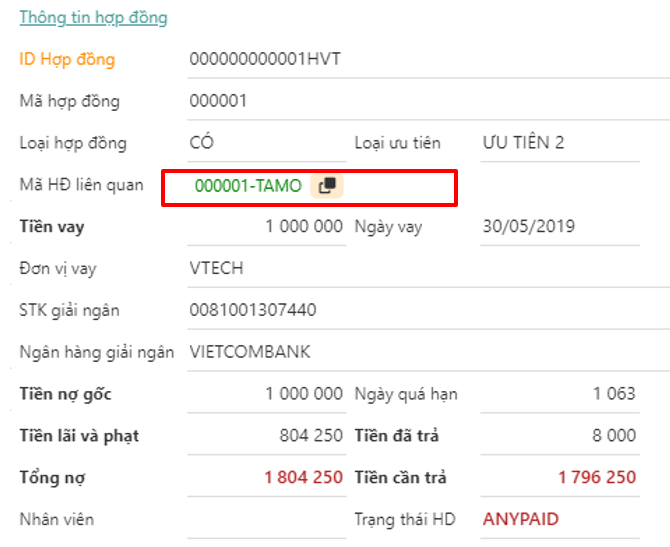 Thông tin hợp đồng
ID Hợp đồng 000000000001HVT
Mã hợp đồng 000001
Loại hợp đồng CÓ Loại ưu tiên ƯU TIÊN 2
Mã HĐ liên quan 000001-TAMO
Tiền vay 1 000 000 Ngày vay 30/05/2019
Đơn vị vay VTECH
STK giải ngân 0081001307440
Ngân hàng giải ngân VIETCOMBANK
Tiền nợ gốc 1 000 000 Ngày quá hạn 1 063
Tiền lãi và phạt 804 250 Tiền đã trả 8 000
Tổng nợ 1 804 250 Tiền cần trả 1 796 250
Nhân viên Trạng thái HD ANYPAID